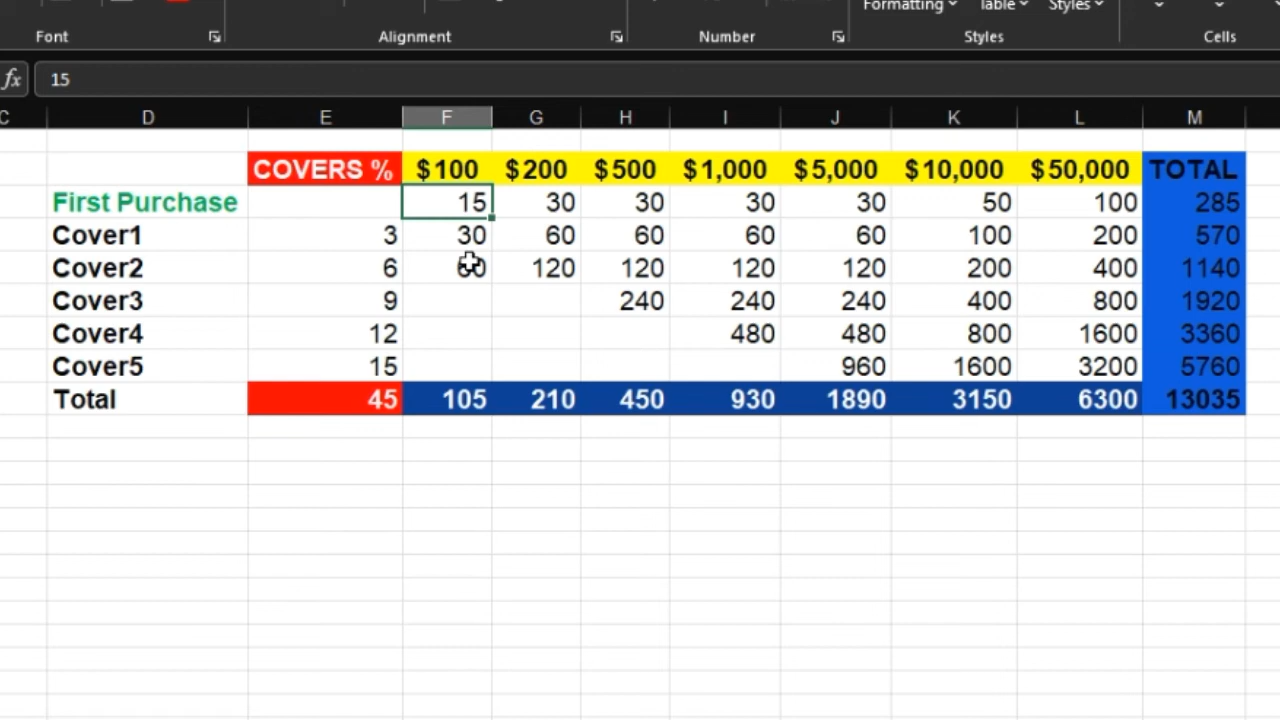 Formatting Table Styles
Font Alignment Number Styles Cells
fx 15
C D E F G H I J K L M
COVERS % $100 $200 $500 $1,000 $5,000 $10,000 $50,000 TOTAL
First Purchase 15 30 30 30 30 50 100 285
Cover1 3 30 60 60 60 60 100 200 570
Cover2 6 60 120 120 120 120 200 400 1140
Cover3 9 240 240 240 400 800 1920
Cover4 12 480 480 800 1600 3360
Cover5 15 960 1600 3200 5760
Total 45 105 210 450 930 1890 3150 6300 13035